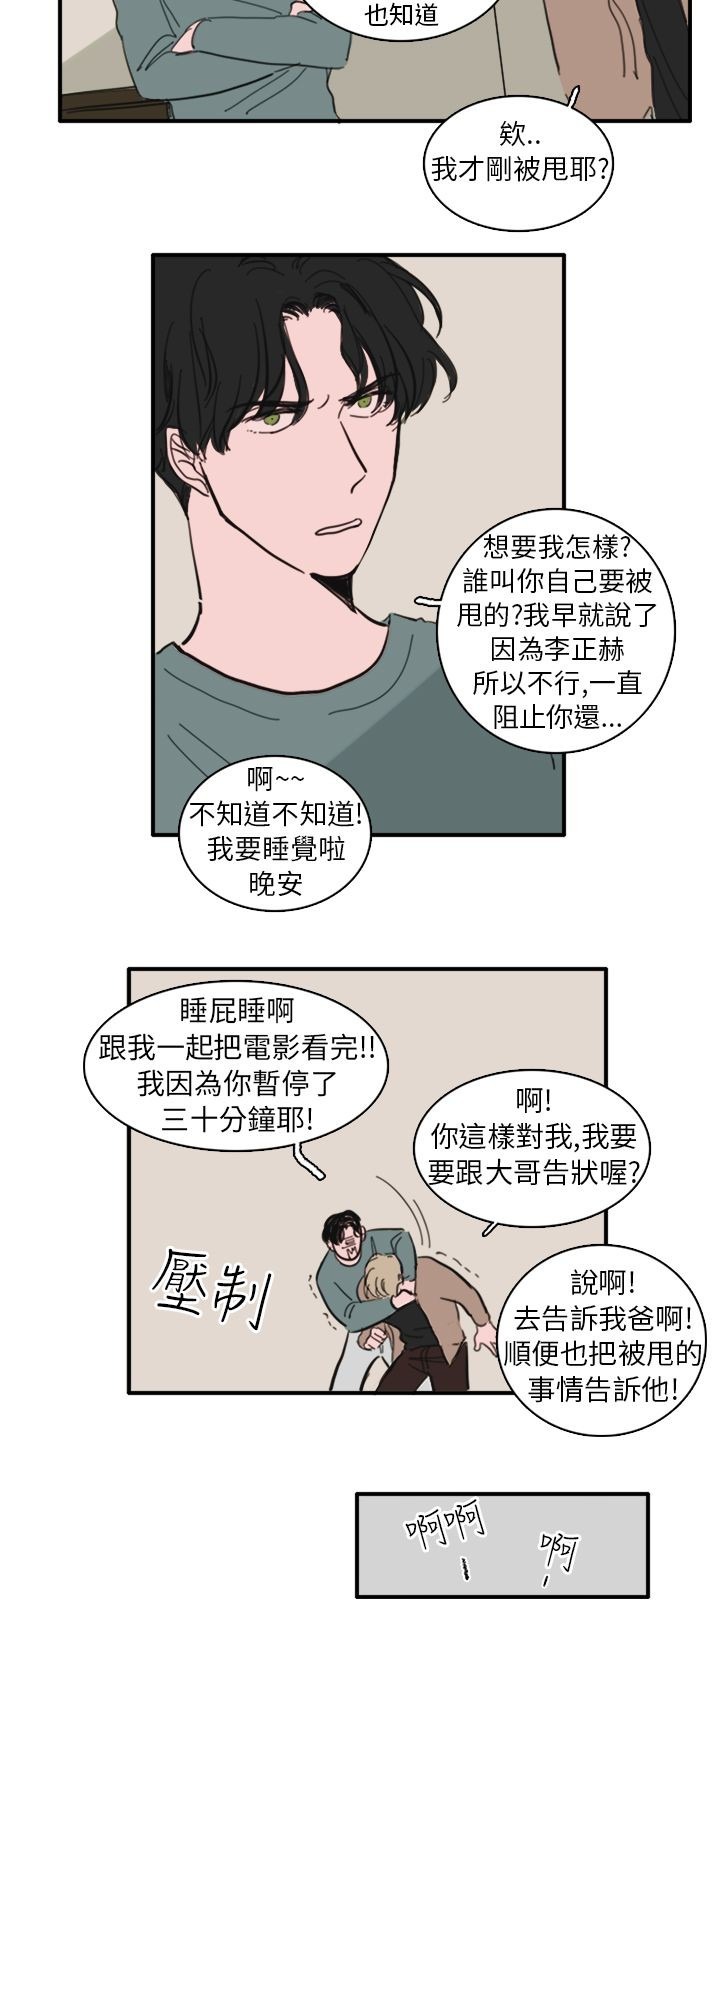 也知道
欸..
我才剛被甩耶?
想要我怎樣?
誰叫你自己要被
甩的?我早就說了
因為李正赫
所以不行,一直
阻止你還...
啊~~
不知道不知道!
我要睡覺啦
晚安
睡屁睡啊
跟我一起把電影看完!!
我因為你暫停了
三十分鐘耶!
啊!
你這樣對我,我要
要跟大哥告狀喔?
壓制
說啊!
去告訴我爸啊!
順便也把被甩的
事情告訴他!
啊啊
啊